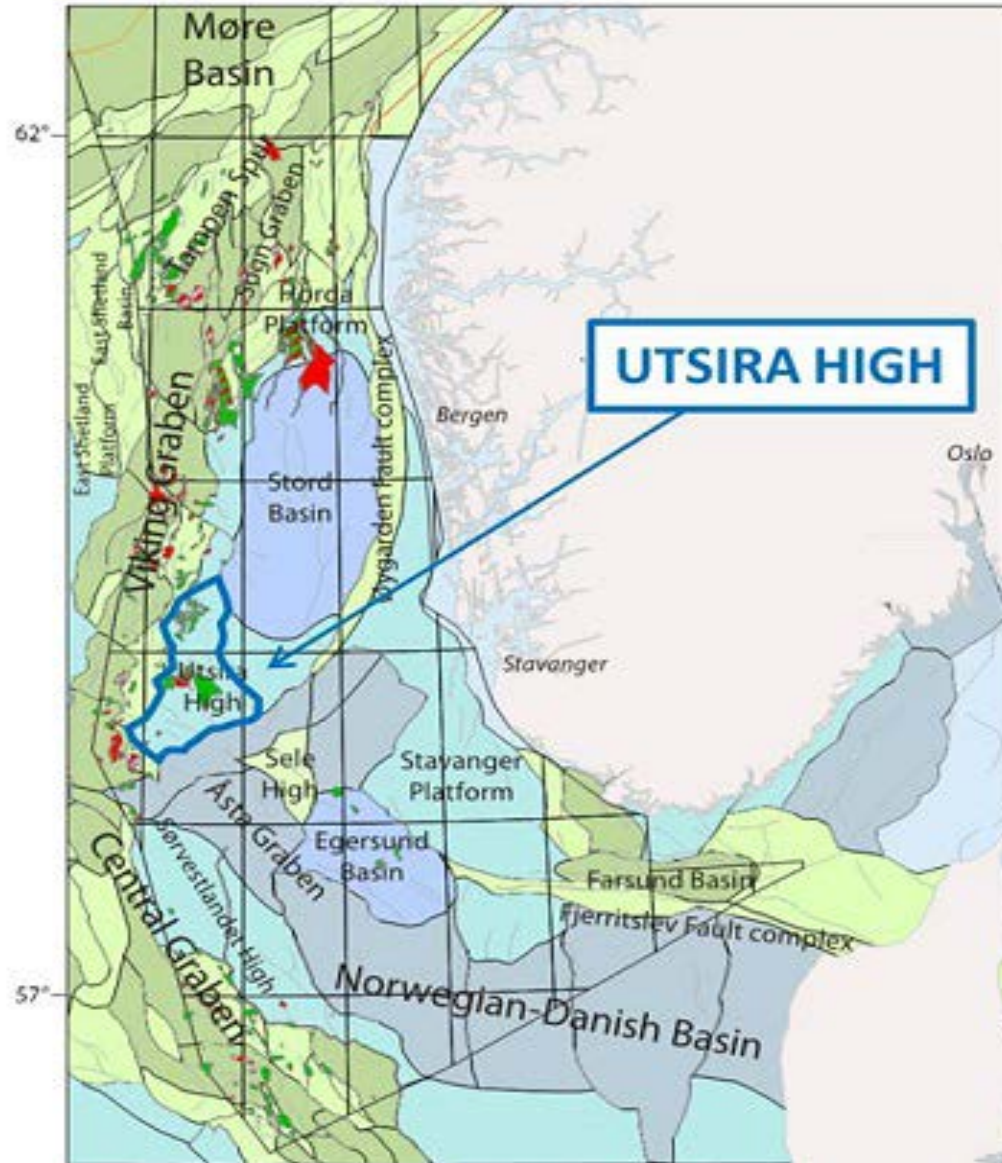 Møre
Basin
62°
Tampen Spur
Sogn Graben
East Shetland
Basin
Horda
Platform
UTSIRA HIGH
East Shetland
Platform
Viking Graben
Øygarden Fault complex
Bergen
Oslo
Stord
Basin
Utsira
High
Stavanger
Sele
High
Stavanger
Platform
Åsta Graben
Egersund
Basin
Sørvestlandet High
Central Graben
Farsund Basin
Fjerritslev Fault complex
57°
Norwegian-Danish Basin